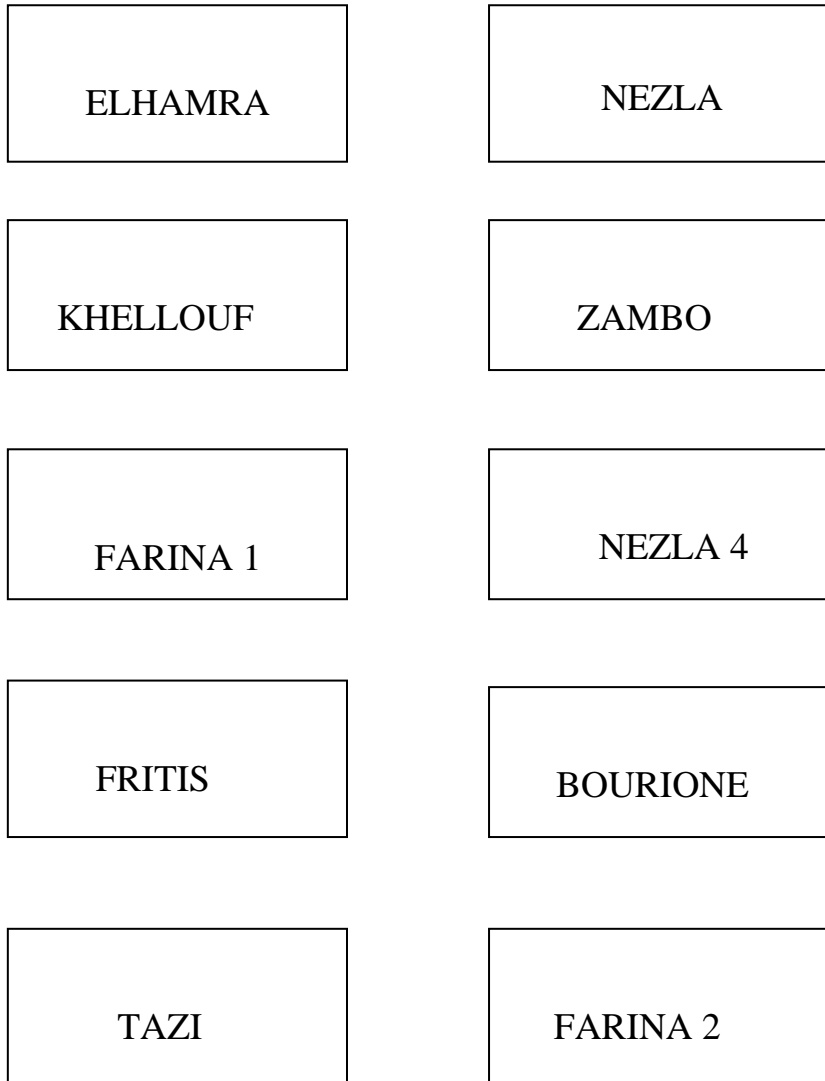 ELHAMRA
NEZLA
KHELLOUF
ZAMBO
FARINA 1
NEZLA 4
FRITIS
BOURIONE
TAZI
FARINA 2